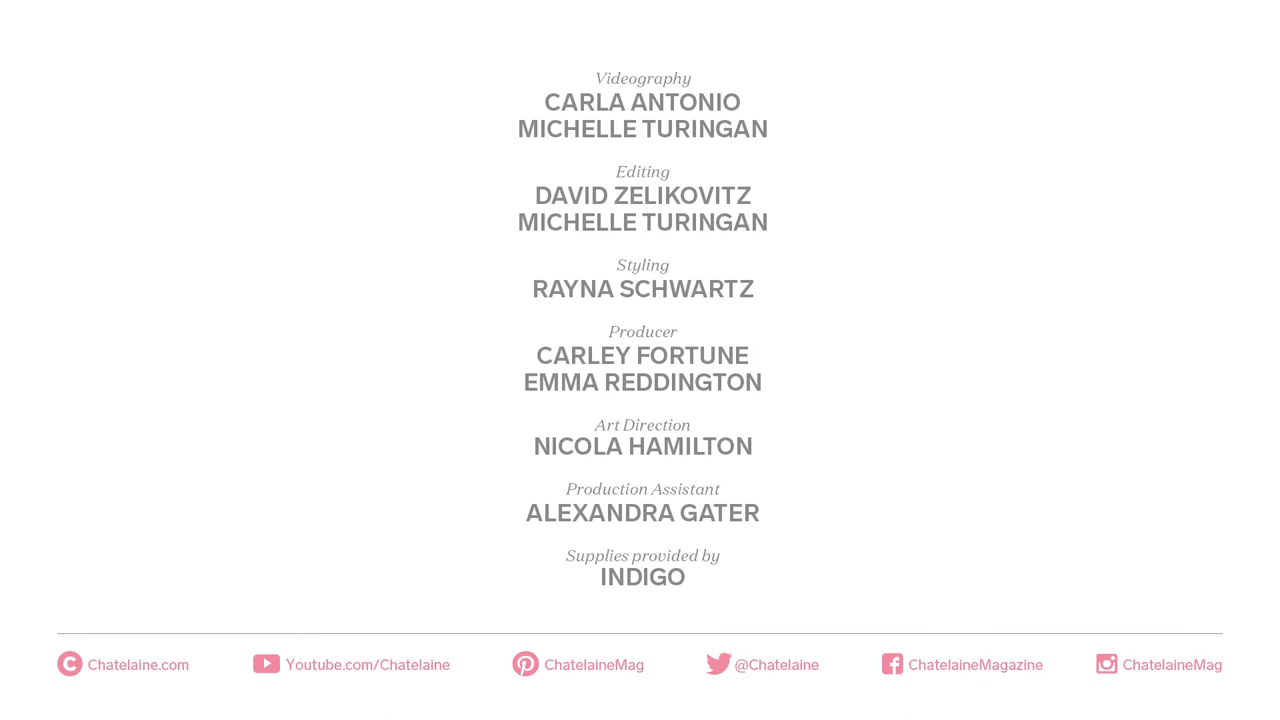 Videography
CARLA ANTONIO
MICHELLE TURINGAN
Editing
DAVID ZELIKOVITZ
MICHELLE TURINGAN
Styling
RAYNA SCHWARTZ
Producer
CARLEY FORTUNE
EMMA REDDINGTON
Art Direction
NICOLA HAMILTON
Production Assistant
ALEXANDRA GATER
Supplies provided by
INDIGO
Chatelaine.com Youtube.com/Chatelaine ChatelaineMag @Chatelaine ChatelaineMagazine ChatelaineMag